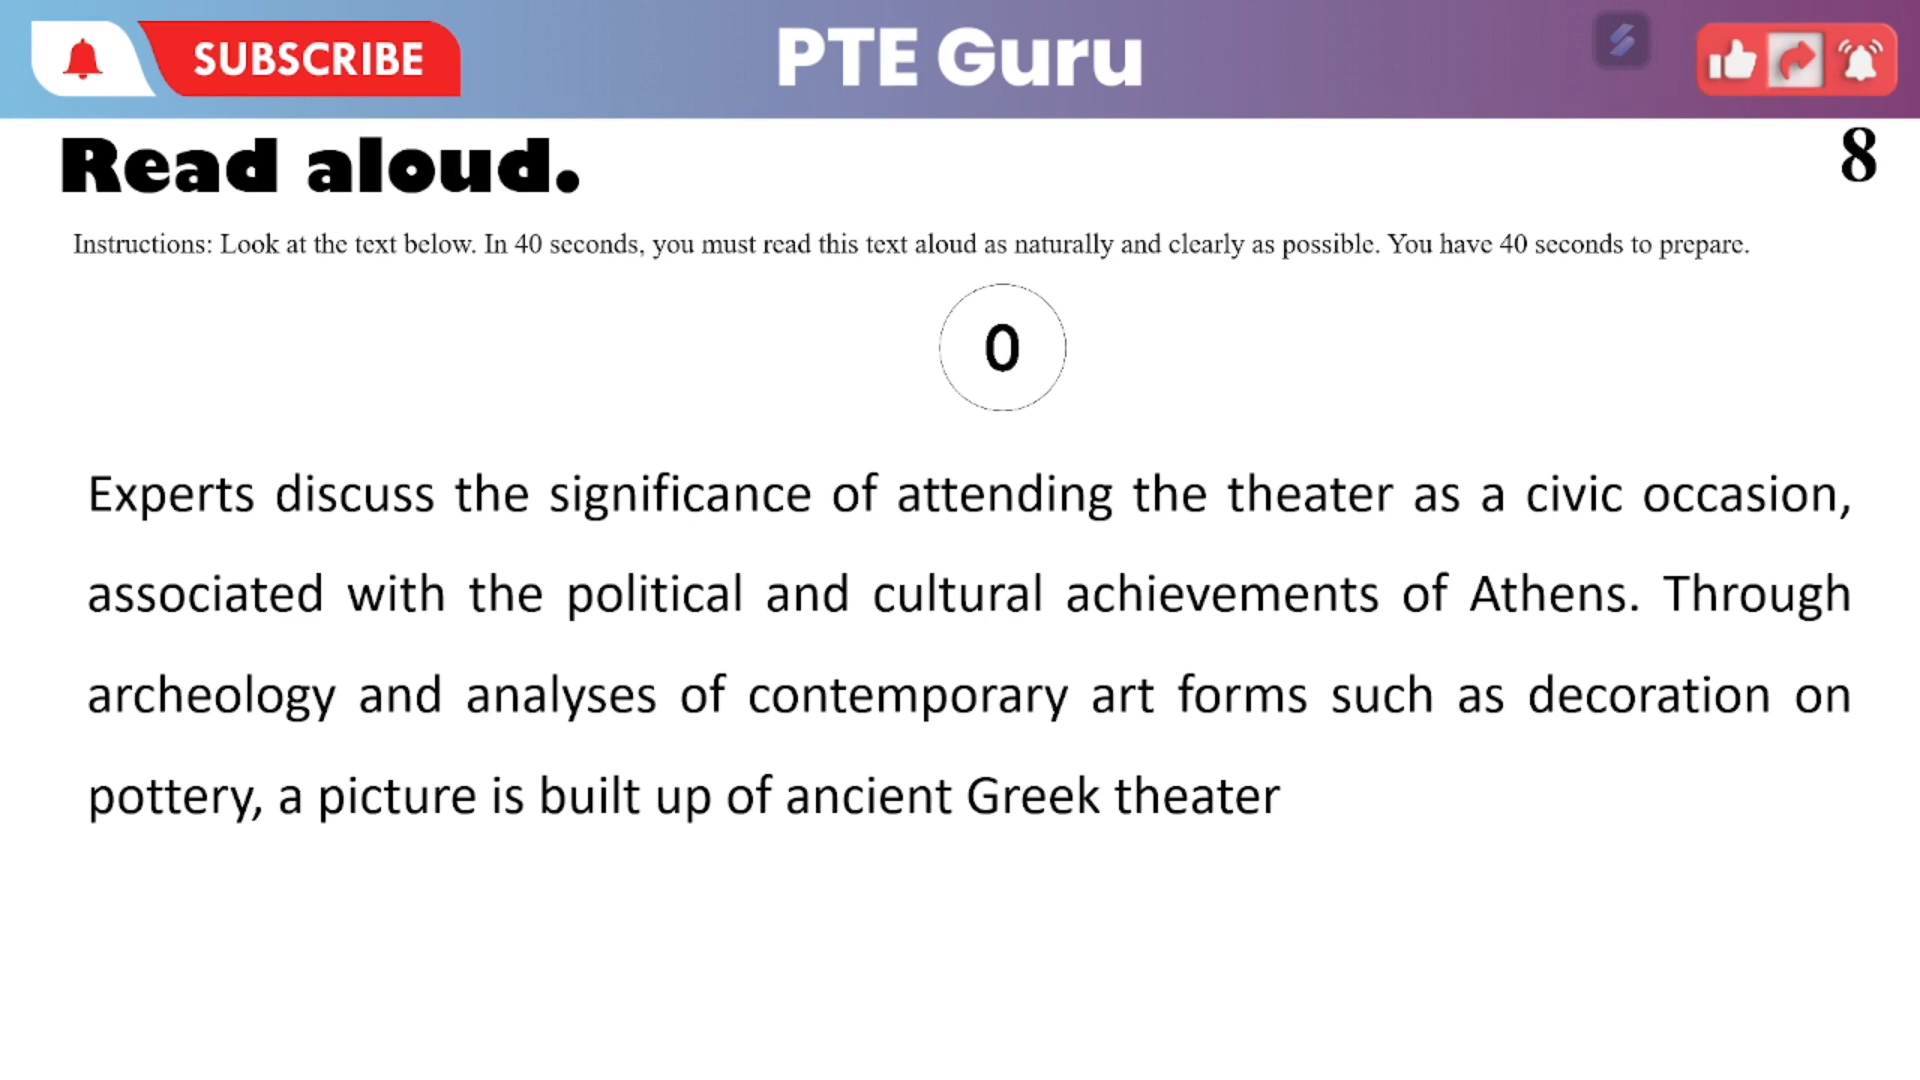 SUBSCRIBE
PTE Guru
Read aloud.
8
Instructions: Look at the text below. In 40 seconds, you must read this text aloud as naturally and clearly as possible. You have 40 seconds to prepare.
0
Experts discuss the significance of attending the theater as a civic occasion,
associated with the political and cultural achievements of Athens. Through
archeology and analyses of contemporary art forms such as decoration on
pottery, a picture is built up of ancient Greek theater